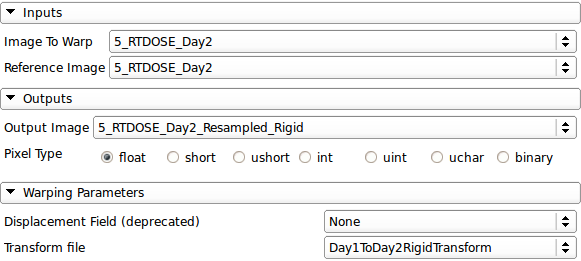 Inputs
Image To Warp 5_RTDOSE_Day2
Reference Image 5_RTDOSE_Day2
Outputs
Output Image 5_RTDOSE_Day2_Resampled_Rigid
Pixel Type float short ushort int uint uchar binary
Warping Parameters
Displacement Field (deprecated) None
Transform file Day1ToDay2RigidTransform